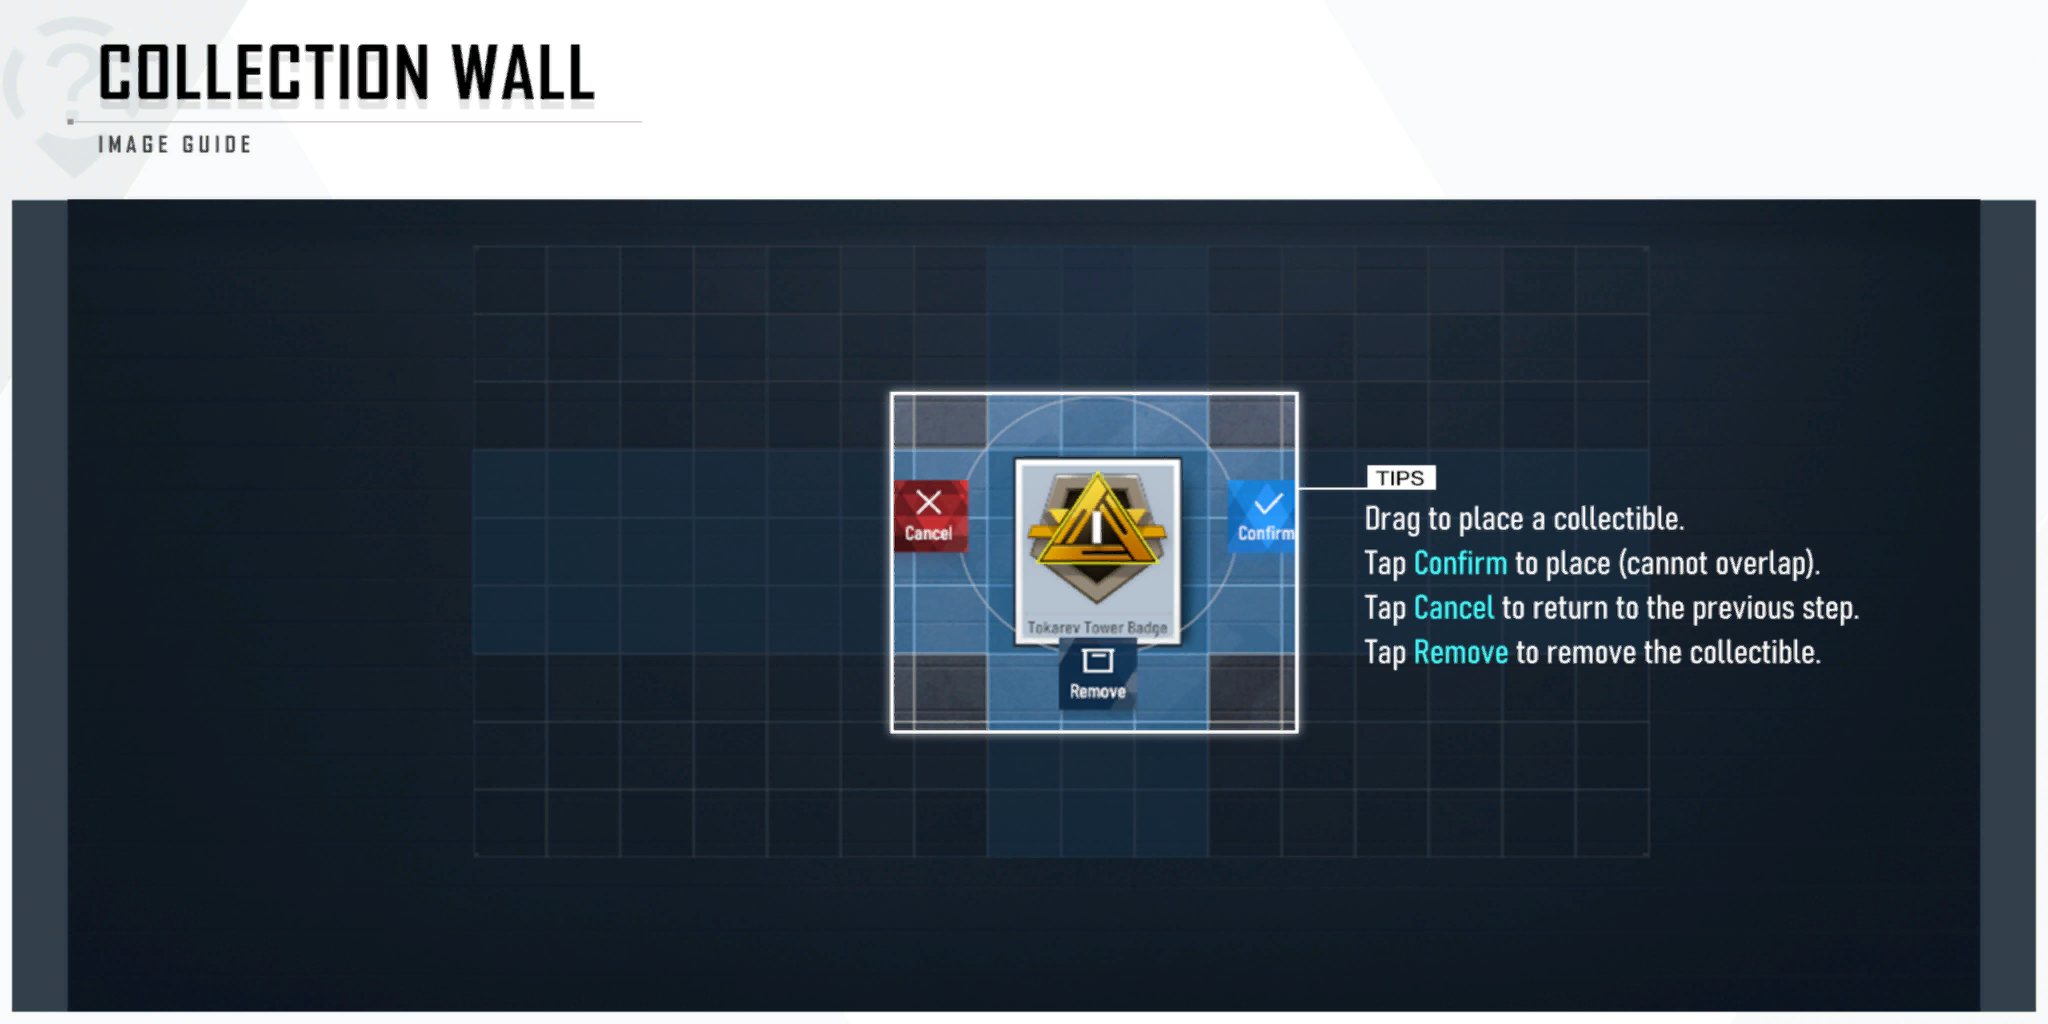 COLLECTION WALL
IMAGE GUIDE
Cancel
Confirm
Tokarev Tower Badge
Remove
TIPS
Drag to place a collectible.
Tap Confirm to place (cannot overlap).
Tap Cancel to return to the previous step.
Tap Remove to remove the collectible.